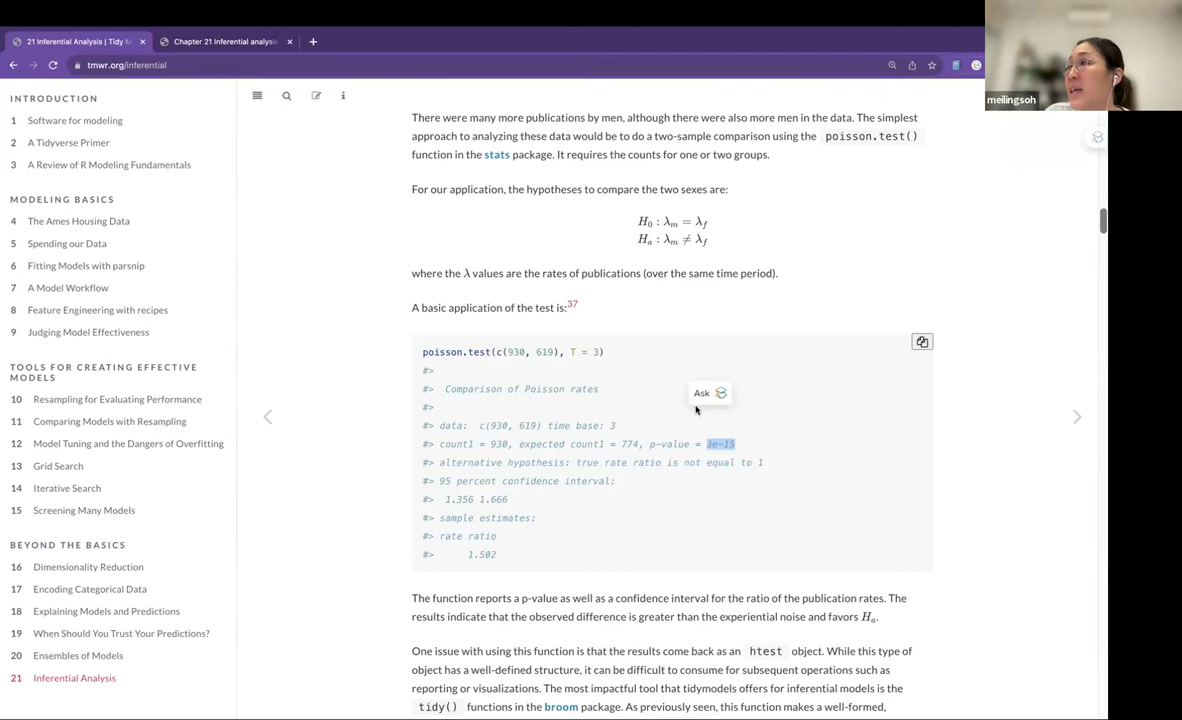 21 Inferential Analysis | Tidy M
Chapter 21 Inferential analysis
tmwr.org/inferential
meilingsoh
INTRODUCTION
1 Software for modeling
2 A Tidyverse Primer
3 A Review of R Modeling Fundamentals
MODELING BASICS
4 The Ames Housing Data
5 Spending our Data
6 Fitting Models with parsnip
7 A Model Workflow
8 Feature Engineering with recipes
9 Judging Model Effectiveness
TOOLS FOR CREATING EFFECTIVE
MODELS
10 Resampling for Evaluating Performance
11 Comparing Models with Resampling
12 Model Tuning and the Dangers of Overfitting
13 Grid Search
14 Iterative Search
15 Screening Many Models
BEYOND THE BASICS
16 Dimensionality Reduction
17 Encoding Categorical Data
18 Explaining Models and Predictions
19 When Should You Trust Your Predictions?
20 Ensembles of Models
21 Inferential Analysis
There were many more publications by men, although there were also more men in the data. The simplest
approach to analyzing these data would be to do a two-sample comparison using the poisson.test()
function in the stats package. It requires the counts for one or two groups.
For our application, the hypotheses to compare the two sexes are:
H0 : λm = λf
Ha : λm ≠ λf
where the λ values are the rates of publications (over the same time period).
A basic application of the test is:37
poisson.test(c(930, 619), T = 3)
#>
#> Comparison of Poisson rates
#>
#> data: c(930, 619) time base: 3
#> count1 = 930, expected count1 = 774, p-value = 3e-15
#> alternative hypothesis: true rate ratio is not equal to 1
#> 95 percent confidence interval:
#> 1.356 1.666
#> sample estimates:
#> rate ratio
#> 1.502
Ask
The function reports a p-value as well as a confidence interval for the ratio of the publication rates. The
results indicate that the observed difference is greater than the experiential noise and favors Ha.
One issue with using this function is that the results come back as an htest object. While this type of
object has a well-defined structure, it can be difficult to consume for subsequent operations such as
reporting or visualizations. The most impactful tool that tidymodels offers for inferential models is the
tidy() functions in the broom package. As previously seen, this function makes a well-formed,